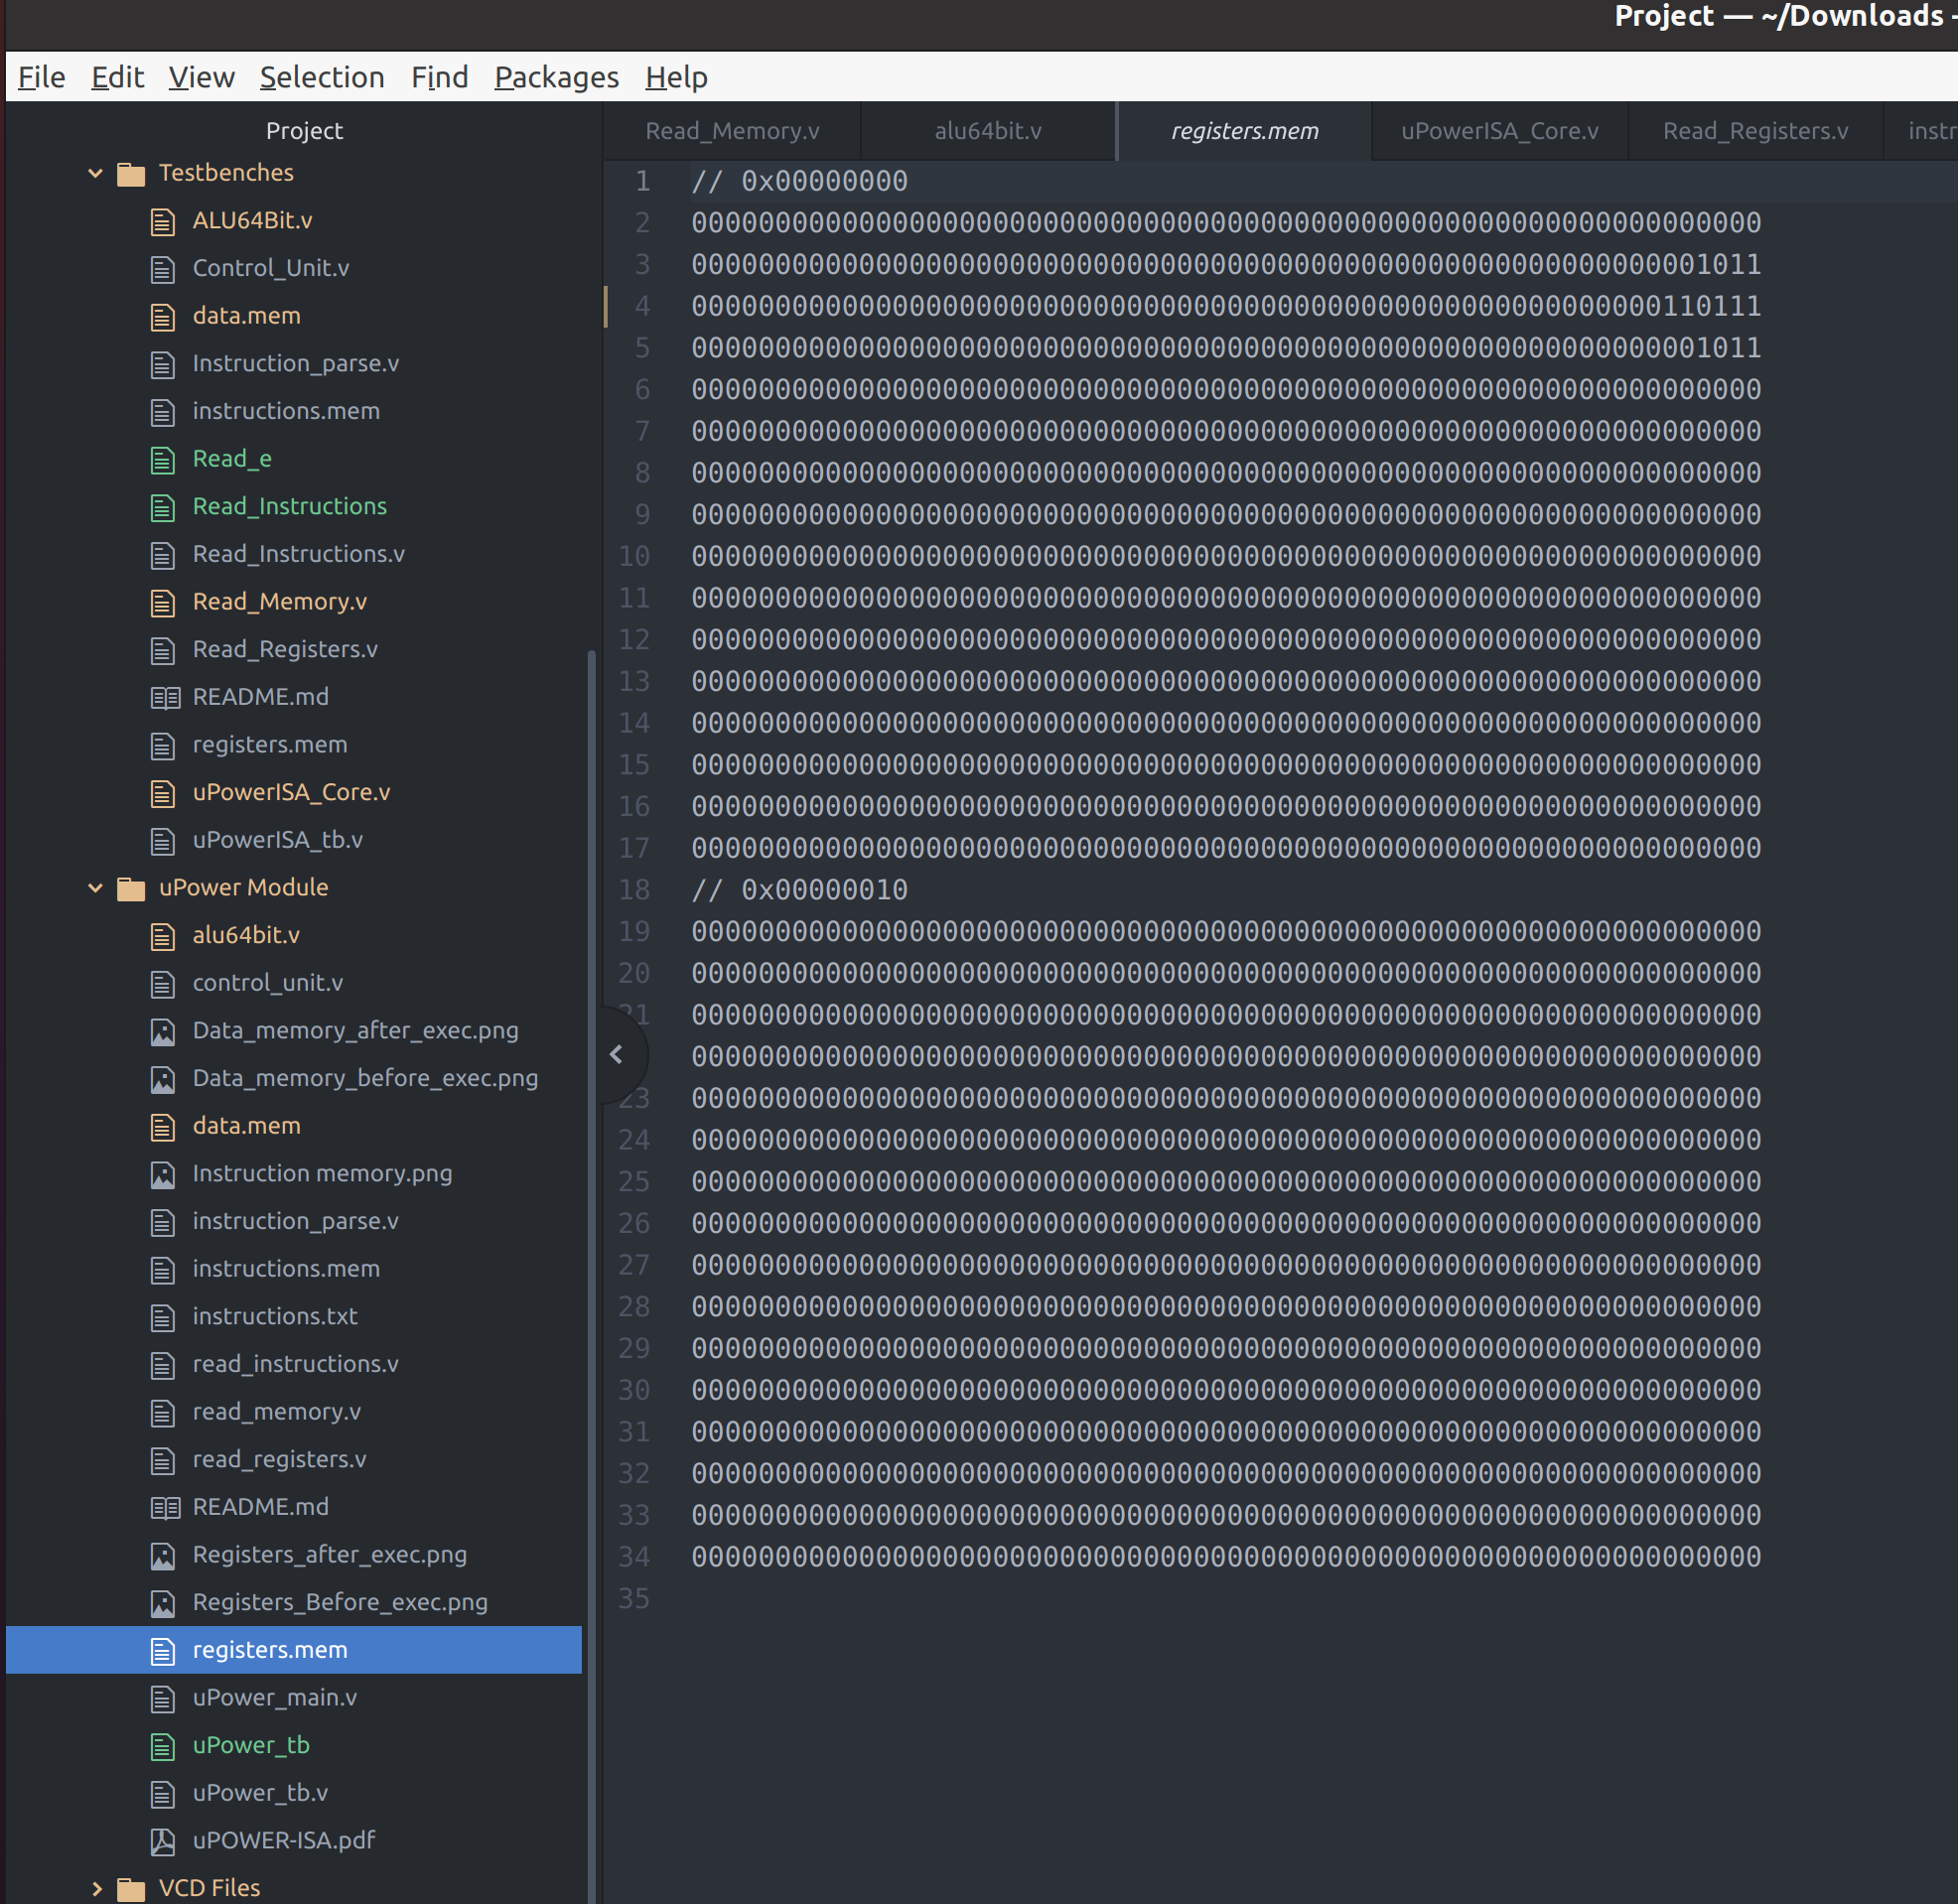 Project — ~/Downloads
File Edit View Selection Find Packages Help
Project
Testbenches
ALU64Bit.v
Control_Unit.v
data.mem
Instruction_parse.v
instructions.mem
Read_e
Read_Instructions
Read_Instructions.v
Read_Memory.v
Read_Registers.v
README.md
registers.mem
uPowerISA_Core.v
uPowerISA_tb.v
uPower Module
alu64bit.v
control_unit.v
Data_memory_after_exec.png
Data_memory_before_exec.png
data.mem
Instruction memory.png
instruction_parse.v
instructions.mem
instructions.txt
read_instructions.v
read_memory.v
read_registers.v
README.md
Registers_after_exec.png
Registers_Before_exec.png
registers.mem
uPower_main.v
uPower_tb
uPower_tb.v
uPOWER-ISA.pdf
VCD Files
Read_Memory.v alu64bit.v registers.mem uPowerISA_Core.v Read_Registers.v instr
1 // 0x00000000
2 0000000000000000000000000000000000000000000000000000000000000000
3 0000000000000000000000000000000000000000000000000000000000001011
4 0000000000000000000000000000000000000000000000000000000000110111
5 0000000000000000000000000000000000000000000000000000000000001011
6 0000000000000000000000000000000000000000000000000000000000000000
7 0000000000000000000000000000000000000000000000000000000000000000
8 0000000000000000000000000000000000000000000000000000000000000000
9 0000000000000000000000000000000000000000000000000000000000000000
10 0000000000000000000000000000000000000000000000000000000000000000
11 0000000000000000000000000000000000000000000000000000000000000000
12 0000000000000000000000000000000000000000000000000000000000000000
13 0000000000000000000000000000000000000000000000000000000000000000
14 0000000000000000000000000000000000000000000000000000000000000000
15 0000000000000000000000000000000000000000000000000000000000000000
16 0000000000000000000000000000000000000000000000000000000000000000
17 0000000000000000000000000000000000000000000000000000000000000000
18 // 0x00000010
19 0000000000000000000000000000000000000000000000000000000000000000
20 0000000000000000000000000000000000000000000000000000000000000000
21 0000000000000000000000000000000000000000000000000000000000000000
0000000000000000000000000000000000000000000000000000000000000000
23 0000000000000000000000000000000000000000000000000000000000000000
24 0000000000000000000000000000000000000000000000000000000000000000
25 0000000000000000000000000000000000000000000000000000000000000000
26 0000000000000000000000000000000000000000000000000000000000000000
27 0000000000000000000000000000000000000000000000000000000000000000
28 0000000000000000000000000000000000000000000000000000000000000000
29 0000000000000000000000000000000000000000000000000000000000000000
30 0000000000000000000000000000000000000000000000000000000000000000
31 0000000000000000000000000000000000000000000000000000000000000000
32 0000000000000000000000000000000000000000000000000000000000000000
33 0000000000000000000000000000000000000000000000000000000000000000
34 0000000000000000000000000000000000000000000000000000000000000000
35